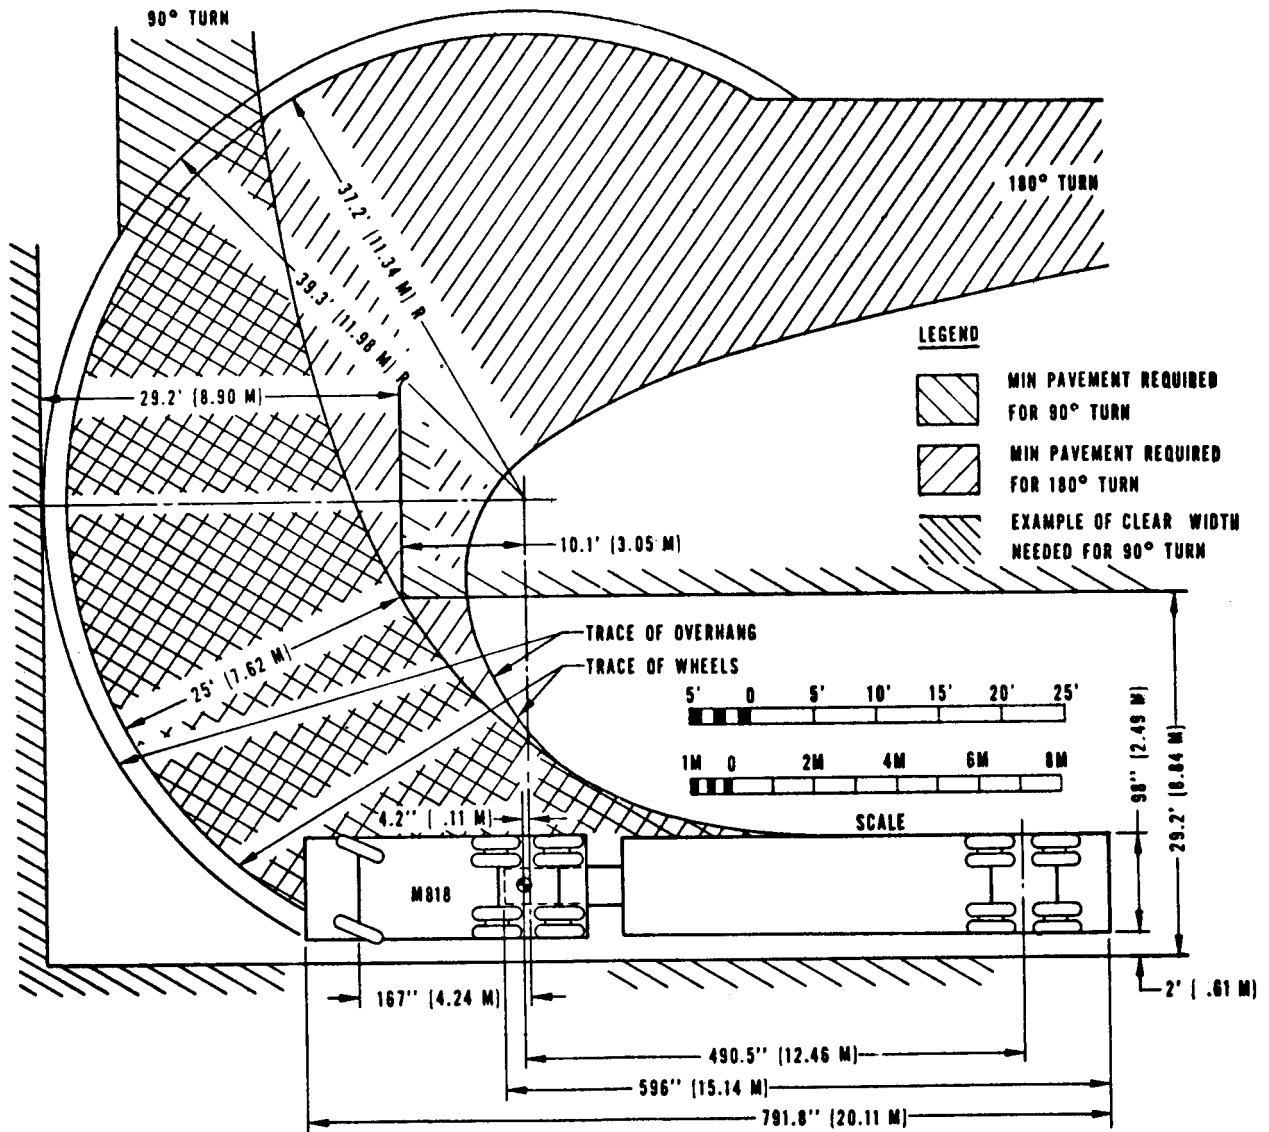 90° TURN
180° TURN
37.2' (11.34 M) R
39.3' (11.98 M) R
29.2' (8.90 M)
LEGEND
MIN PAVEMENT REQUIRED
FOR 90° TURN
MIN PAVEMENT REQUIRED
FOR 180° TURN
EXAMPLE OF CLEAR WIDTH
NEEDED FOR 90° TURN
10.1' (3.05 M)
TRACE OF OVERHANG
TRACE OF WHEELS
25' (7.62 M)
5' 0 5' 10' 15' 20' 25'
1M 0 2M 4M 6M 8M
SCALE
98" (2.49 M)
29.2' (8.84 M)
4.2" ( .11 M)
M818
2' ( .61 M)
167" (4.24 M)
490.5" (12.46 M)
596" (15.14 M)
791.8" (20.11 M)